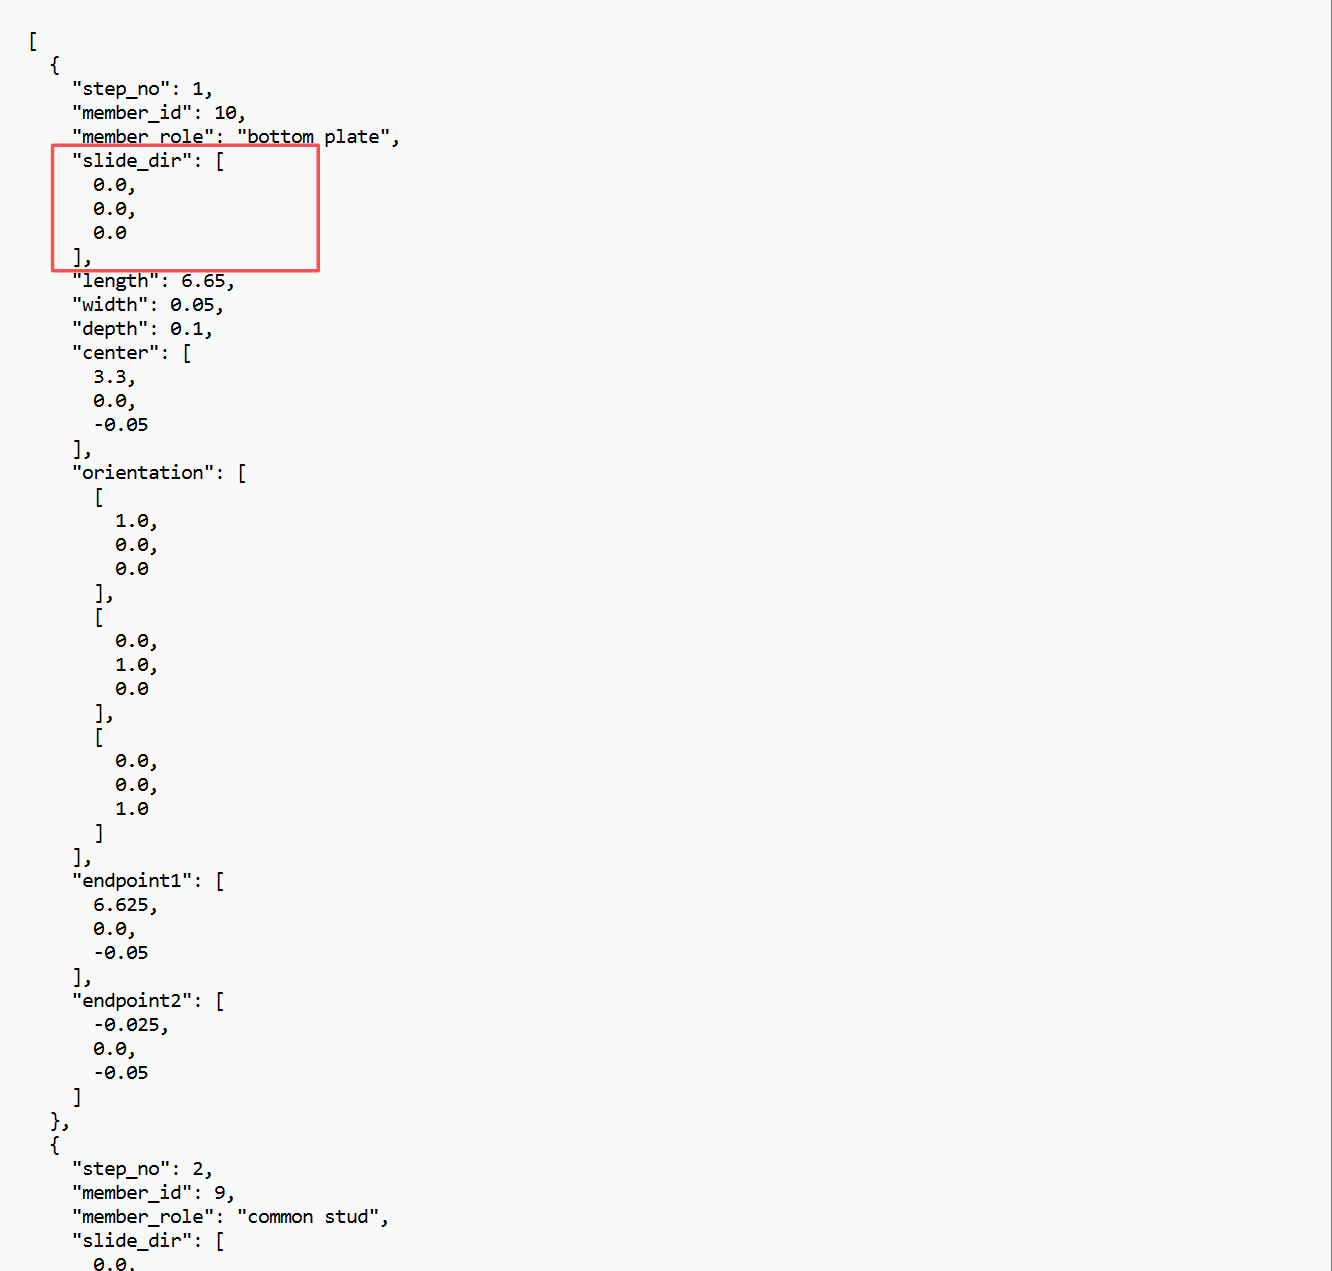 [
  {
    "step_no": 1,
    "member_id": 10,
    "member_role": "bottom plate",
    "slide_dir": [
      0.0,
      0.0,
      0.0
    ],
    "length": 6.65,
    "width": 0.05,
    "depth": 0.1,
    "center": [
      3.3,
      0.0,
      -0.05
    ],
    "orientation": [
      [
        1.0,
        0.0,
        0.0
      ],
      [
        0.0,
        1.0,
        0.0
      ],
      [
        0.0,
        0.0,
        1.0
      ]
    ],
    "endpoint1": [
      6.625,
      0.0,
      -0.05
    ],
    "endpoint2": [
      -0.025,
      0.0,
      -0.05
    ]
  },
  {
    "step_no": 2,
    "member_id": 9,
    "member_role": "common stud",
    "slide_dir": [
      0.0,